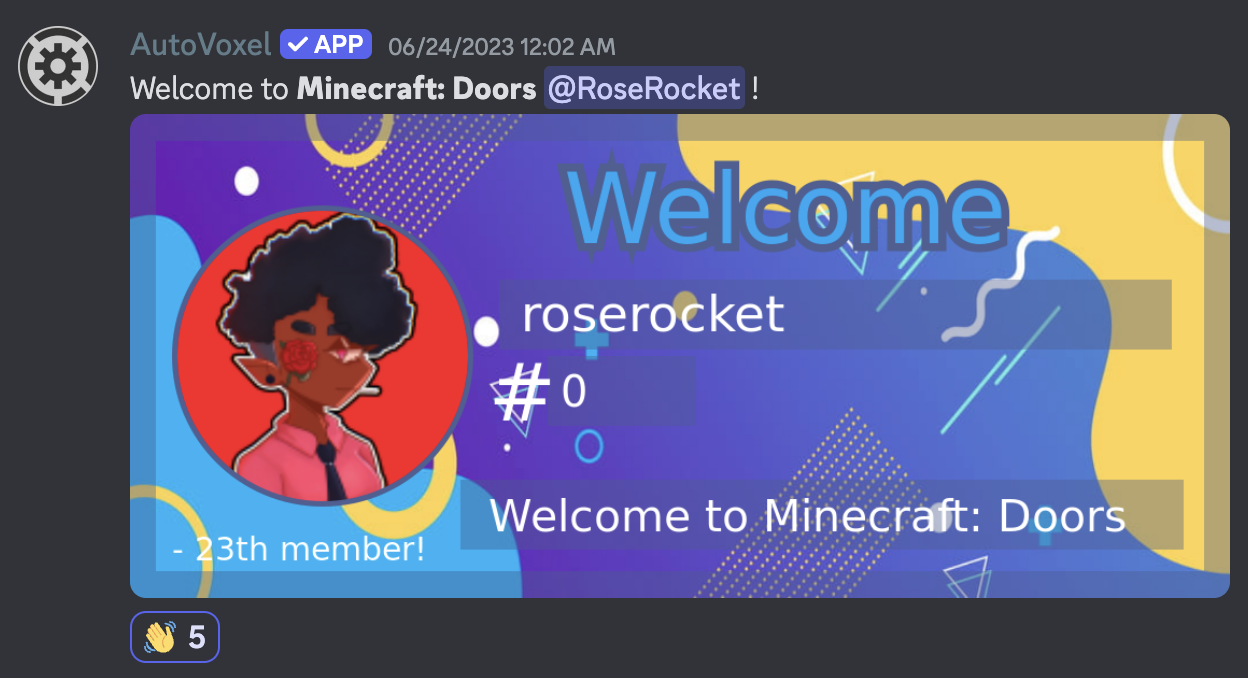 AutoVoxel ✓ APP 06/24/2023 12:02 AM
Welcome to Minecraft: Doors @RoseRocket !
Welcome
roserocket
# 0
Welcome to Minecraft: Doors
- 23th member!
👋 5